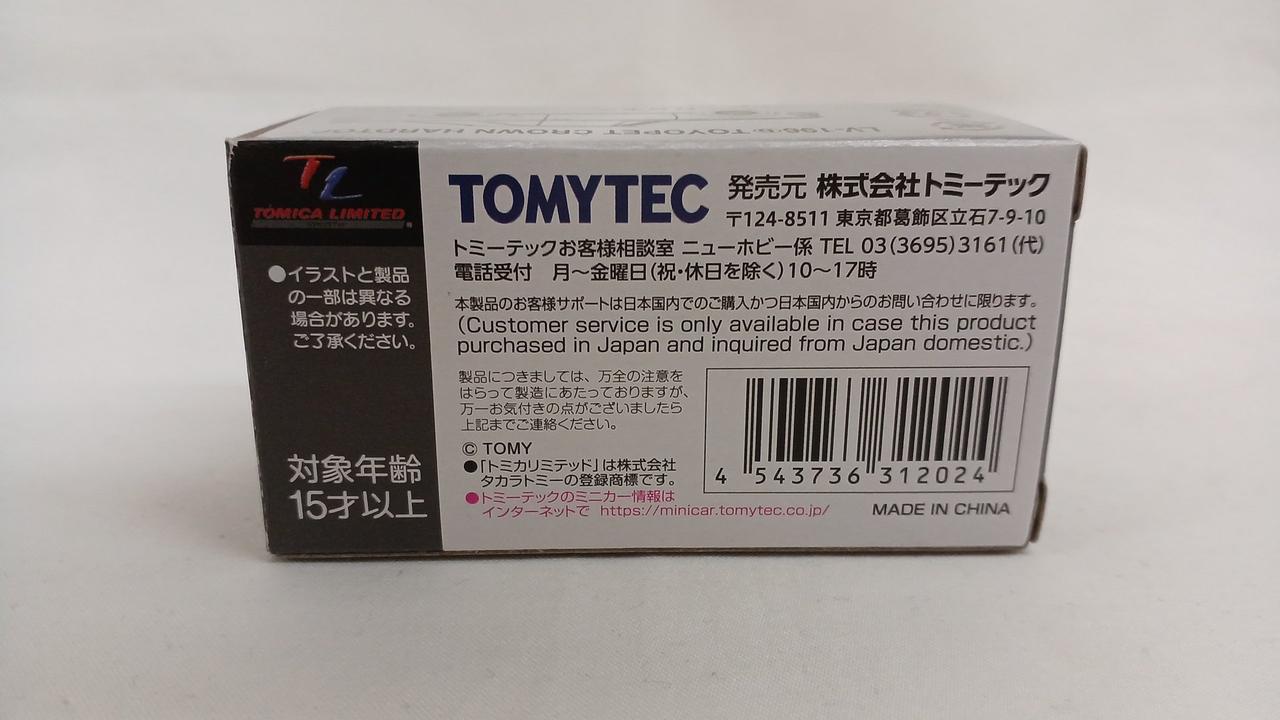 LV-196b TOYOPET CROWN HARDTOP
TL
TOMICA LIMITED
●イラストと製品
の一部は異なる
場合があります。
ご了承ください。
対象年齢
15才以上
TOMYTEC 発売元 株式会社トミーテック
〒124-8511 東京都葛飾区立石7-9-10
トミーテックお客様相談室 ニューホビー係 TEL 03(3695)3161(代)
電話受付 月〜金曜日(祝・休日を除く)10〜17時
本製品のお客様サポートは日本国内でのご購入かつ日本国内からのお問い合わせに限ります。
(Customer service is only available in case this product
purchased in Japan and inquired from Japan domestic.)
製品につきましては、万全の注意を
はらって製造にあたっておりますが、
万一お気付きの点がございましたら
上記までご連絡ください。
© TOMY
●「トミカリミテッド」は株式会社
タカラトミーの登録商標です。
●トミーテックのミニカー情報は
インターネットで https://minicar.tomytec.co.jp/
4 543736 312024
MADE IN CHINA